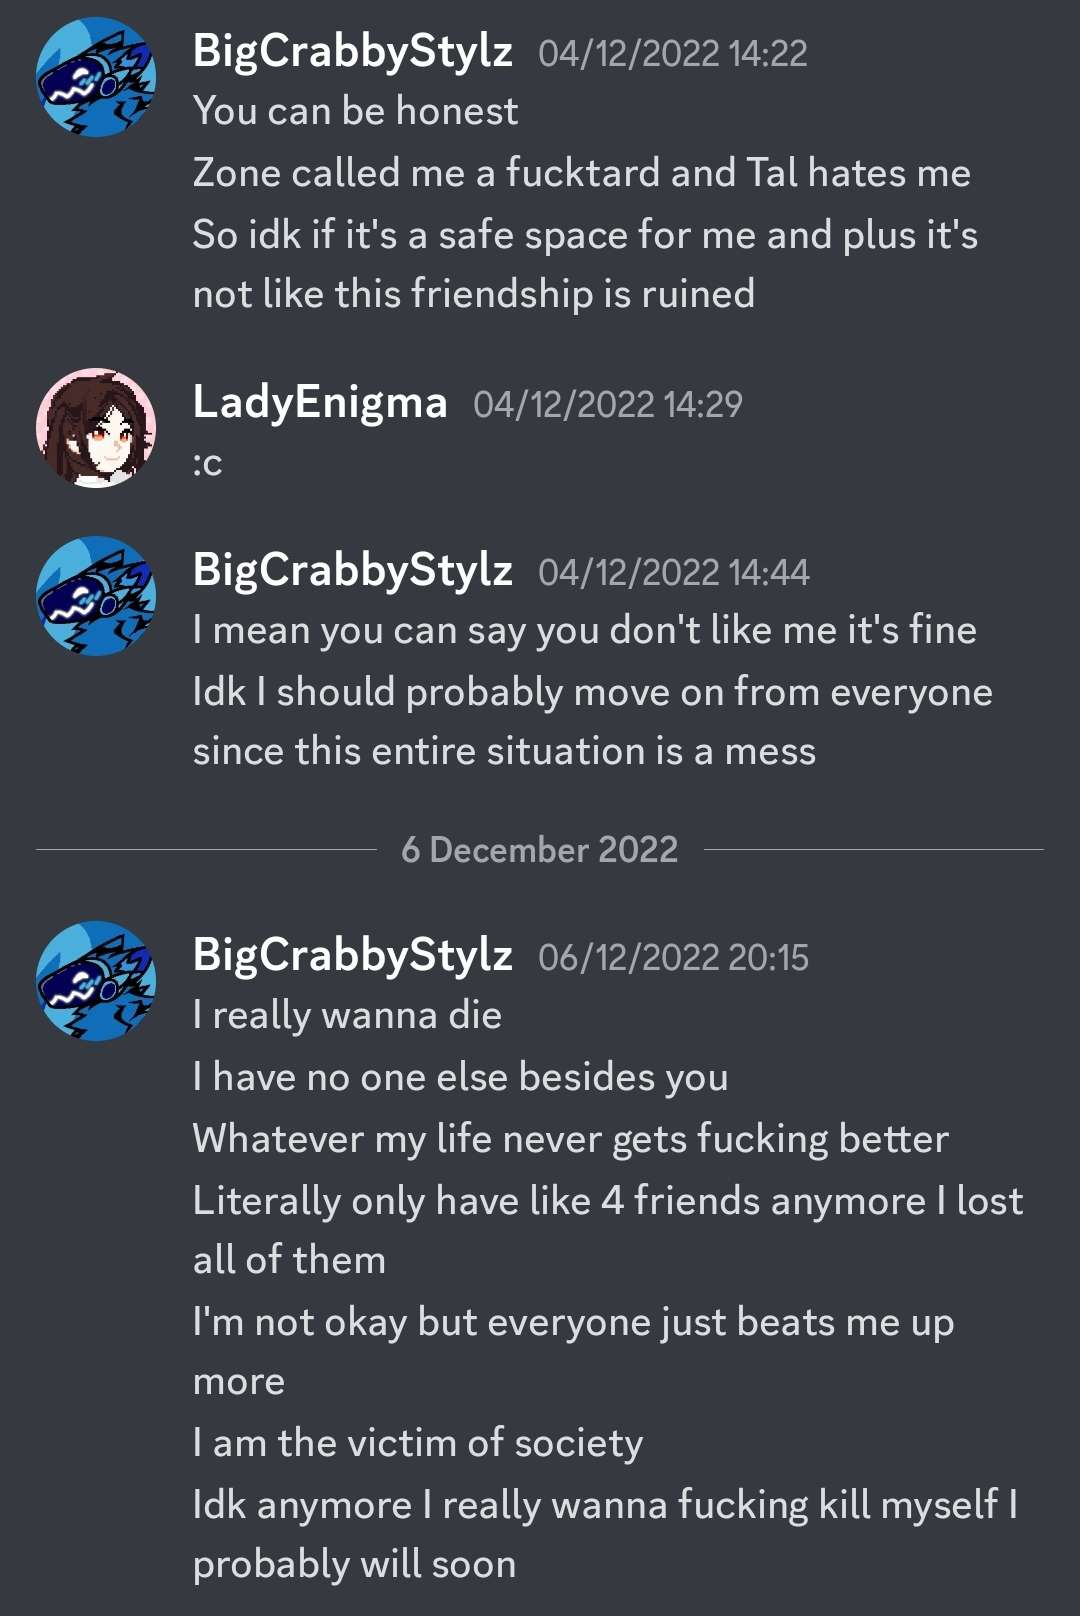 BigCrabbyStylz 04/12/2022 14:22
You can be honest
Zone called me a fucktard and Tal hates me
So idk if it's a safe space for me and plus it's
not like this friendship is ruined
LadyEnigma 04/12/2022 14:29
:c
BigCrabbyStylz 04/12/2022 14:44
I mean you can say you don't like me it's fine
Idk I should probably move on from everyone
since this entire situation is a mess
6 December 2022
BigCrabbyStylz 06/12/2022 20:15
I really wanna die
I have no one else besides you
Whatever my life never gets fucking better
Literally only have like 4 friends anymore I lost
all of them
I'm not okay but everyone just beats me up
more
I am the victim of society
Idk anymore I really wanna fucking kill myself I
probably will soon